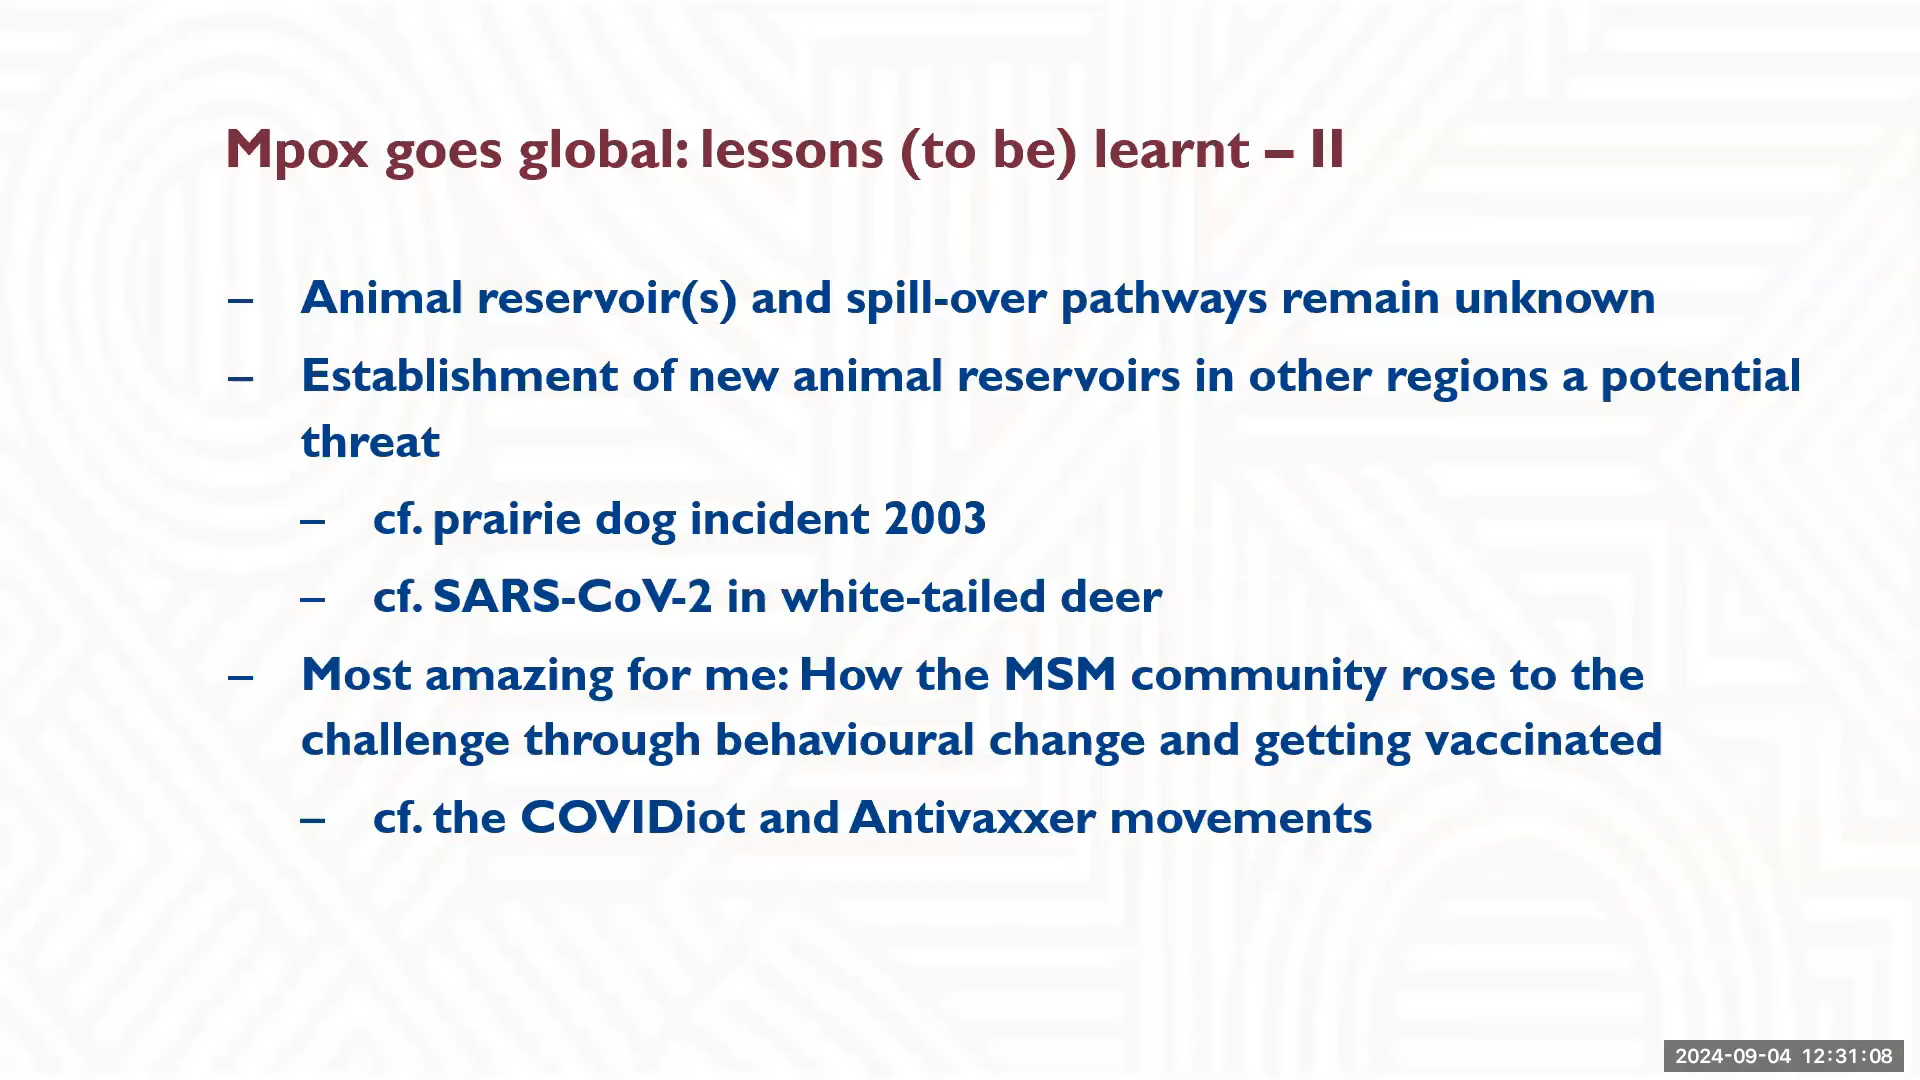 Mpox goes global: lessons (to be) learnt – II
– Animal reservoir(s) and spill-over pathways remain unknown
– Establishment of new animal reservoirs in other regions a potential
threat
– cf. prairie dog incident 2003
– cf. SARS-CoV-2 in white-tailed deer
– Most amazing for me: How the MSM community rose to the
challenge through behavioural change and getting vaccinated
– cf. the COVIDiot and Antivaxxer movements
2024-09-04 12:31:08